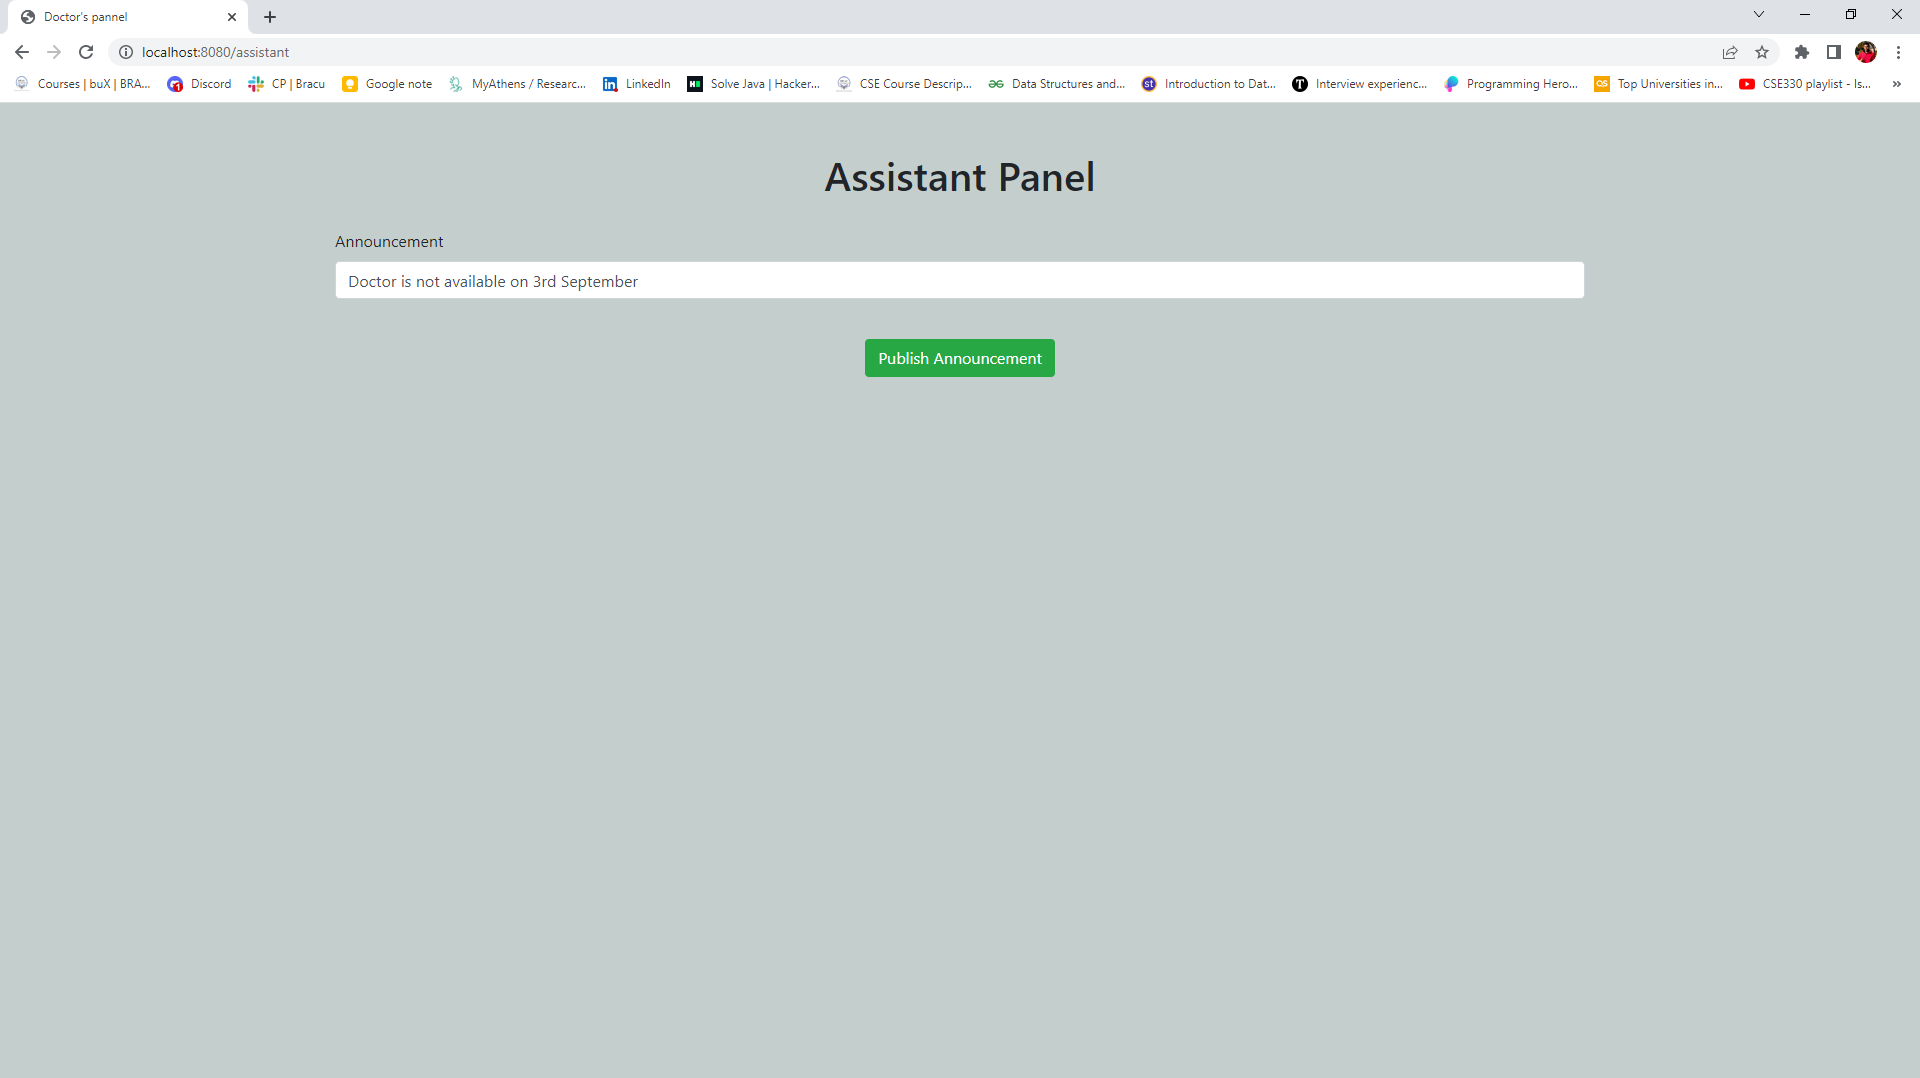 Doctor's pannel
localhost:8080/assistant
Courses | buX | BRA... Discord CP | Bracu Google note MyAthens / Researc... LinkedIn Solve Java | Hacker... CSE Course Descrip... Data Structures and... Introduction to Dat... Interview experienc... Programming Hero... Top Universities in... CSE330 playlist - Is... »
Assistant Panel
Announcement
Doctor is not available on 3rd September
Publish Announcement